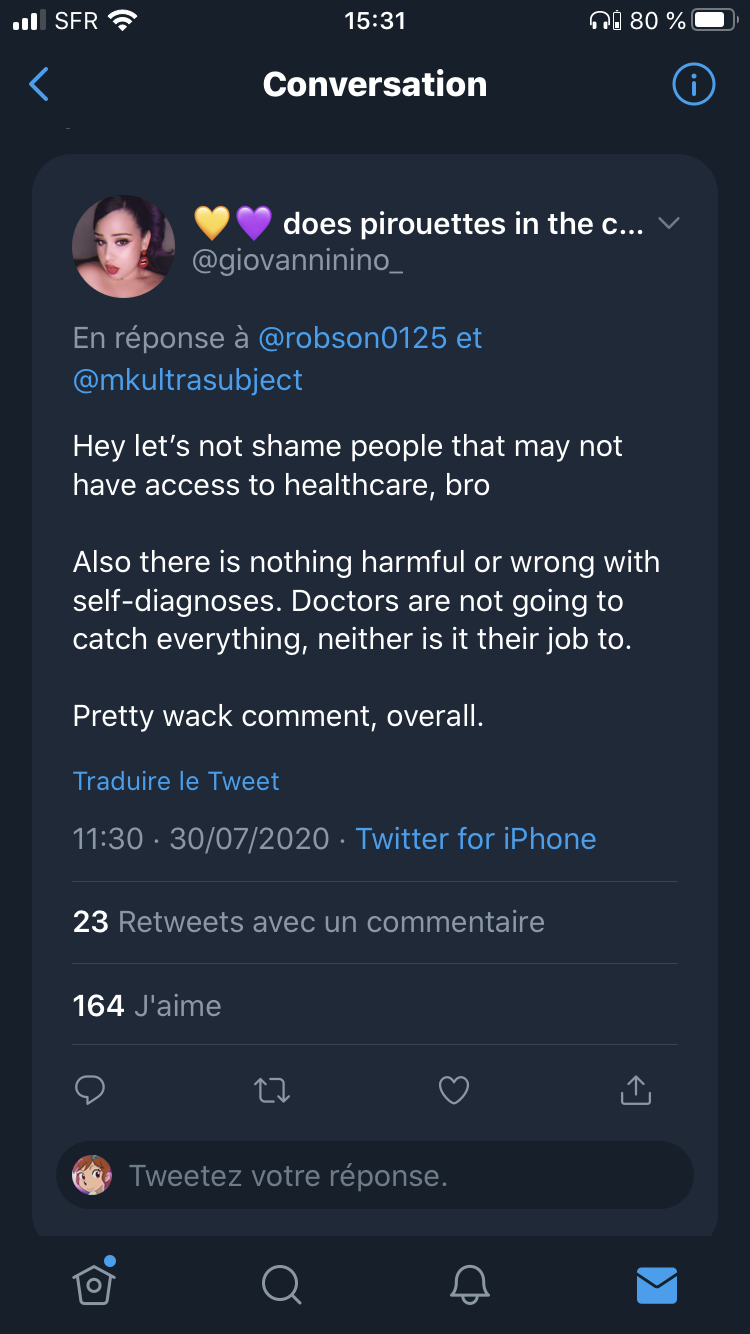 SFR 15:31 80 %
Conversation
💛💜 does pirouettes in the c...
@giovanninino_
En réponse à @robson0125 et
@mkultrasubject
Hey let’s not shame people that may not
have access to healthcare, bro
Also there is nothing harmful or wrong with
self-diagnoses. Doctors are not going to
catch everything, neither is it their job to.
Pretty wack comment, overall.
Traduire le Tweet
11:30 · 30/07/2020 · Twitter for iPhone
23 Retweets avec un commentaire
164 J'aime
Tweetez votre réponse.